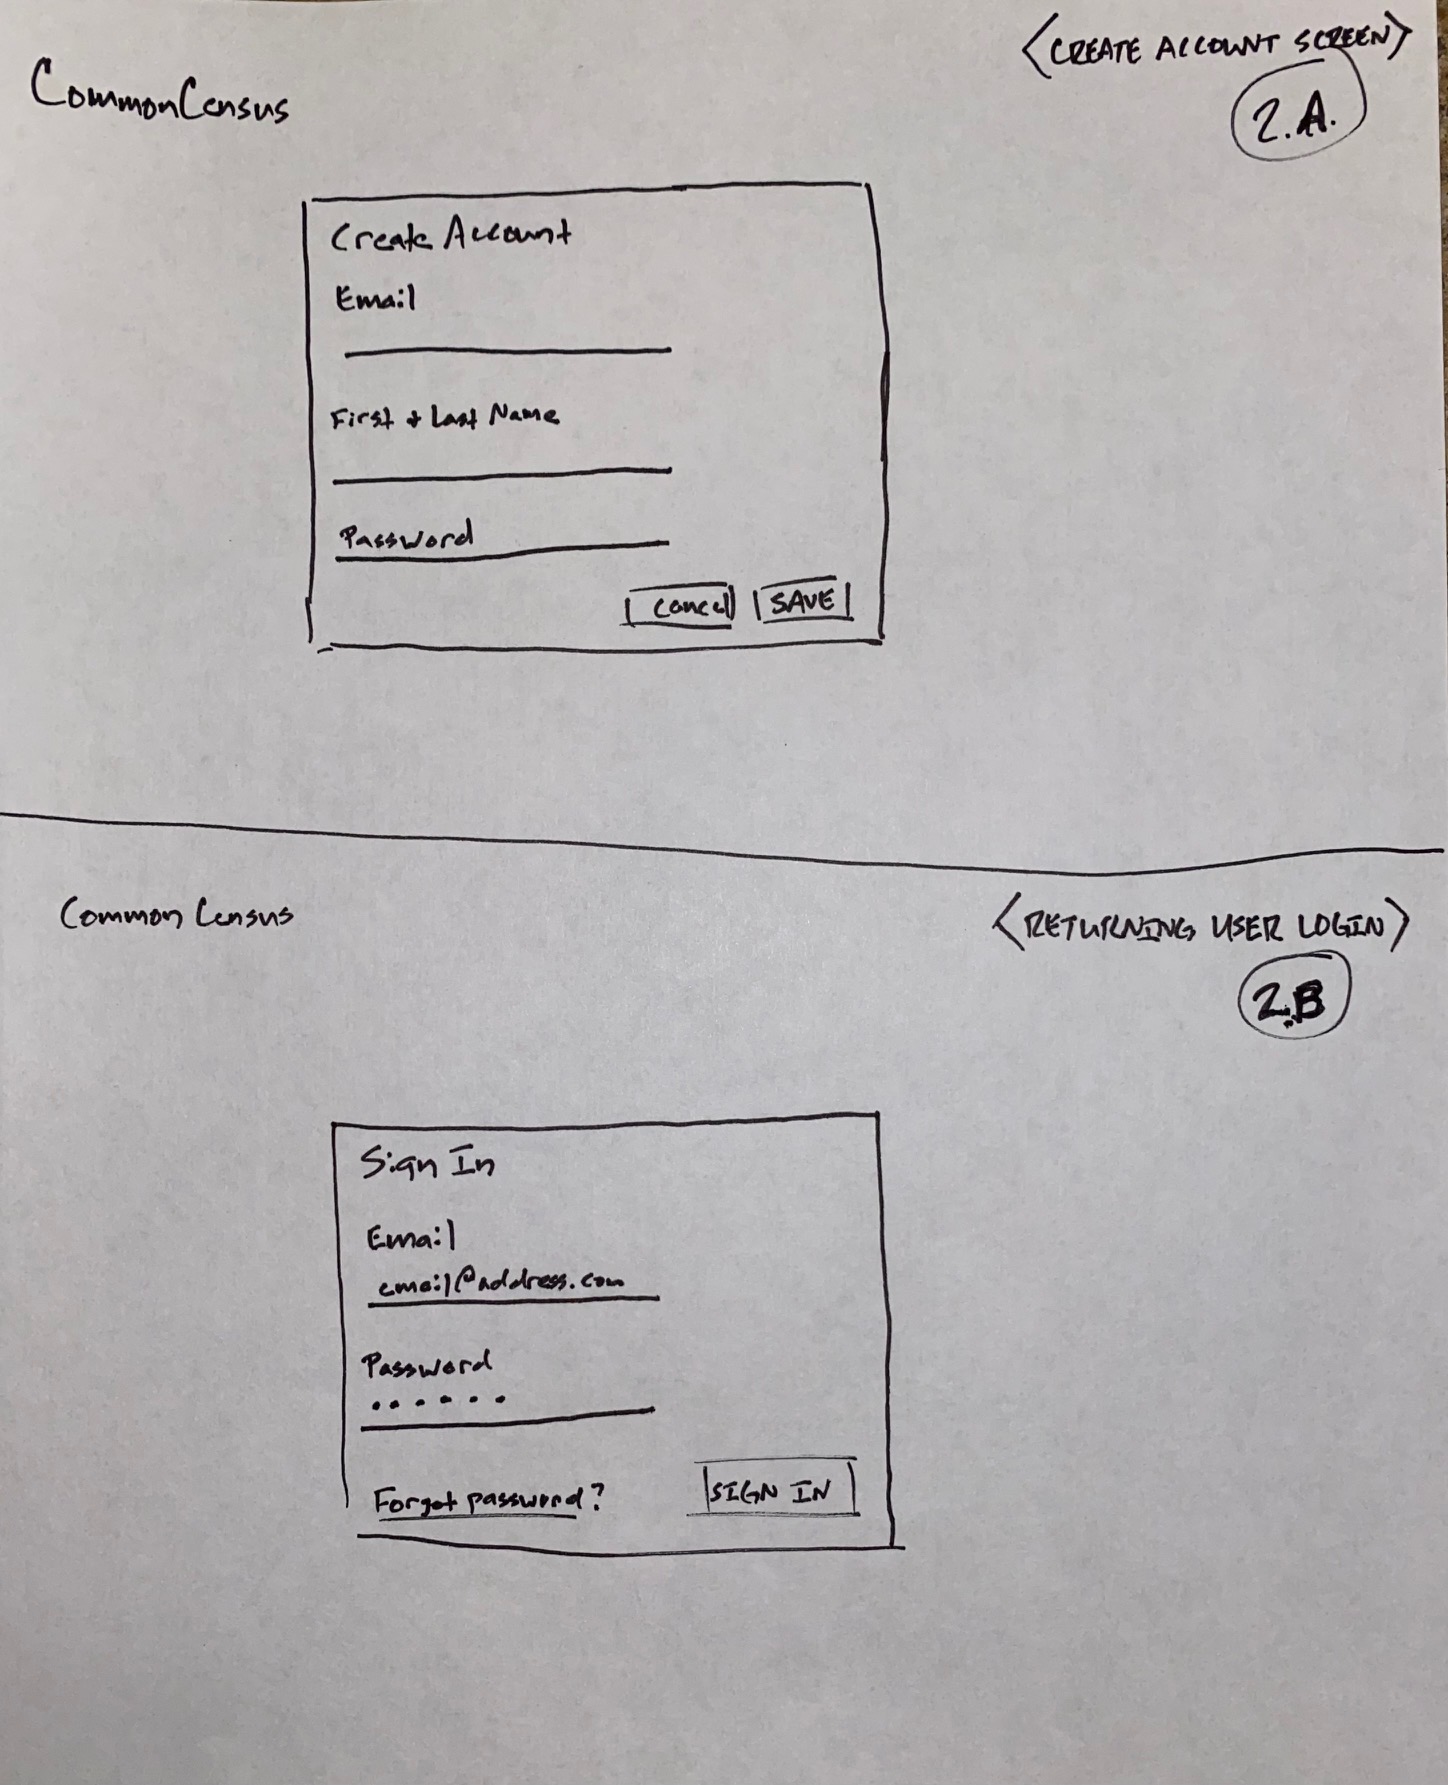 <CREATE ACCOUNT SCREEN>
CommonCensus
2.A.
Create Account
Email
First + Last Name
Password
Cancel SAVE
Common Census
<RETURNING USER LOGIN>
2.B
Sign In
Email
email@address.com
Password
......
Forgot password? SIGN IN